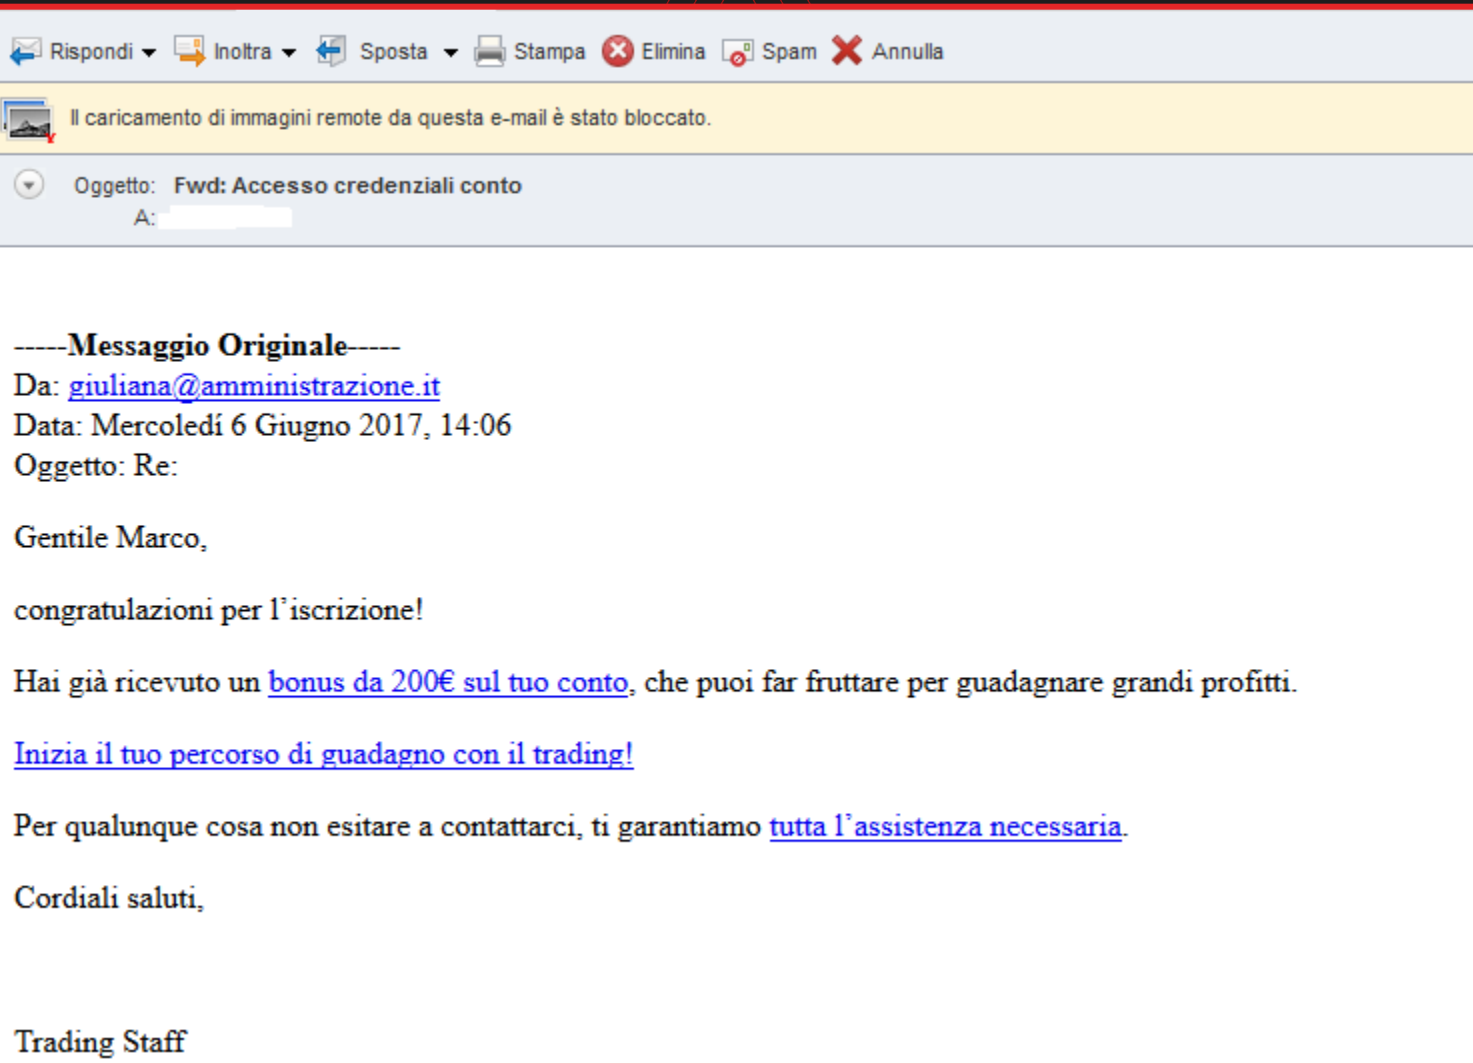 Rispondi Inoltra Sposta Stampa Elimina Spam Annulla
Il caricamento di immagini remote da questa e-mail è stato bloccato.
Oggetto: Fwd: Accesso credenziali conto
A:
-----Messaggio Originale-----
Da: giuliana@amministrazione.it
Data: Mercoledí 6 Giugno 2017, 14:06
Oggetto: Re:
Gentile Marco,
congratulazioni per l'iscrizione!
Hai già ricevuto un bonus da 200€ sul tuo conto, che puoi far fruttare per guadagnare grandi profitti.
Inizia il tuo percorso di guadagno con il trading!
Per qualunque cosa non esitare a contattarci, ti garantiamo tutta l'assistenza necessaria.
Cordiali saluti,
Trading Staff